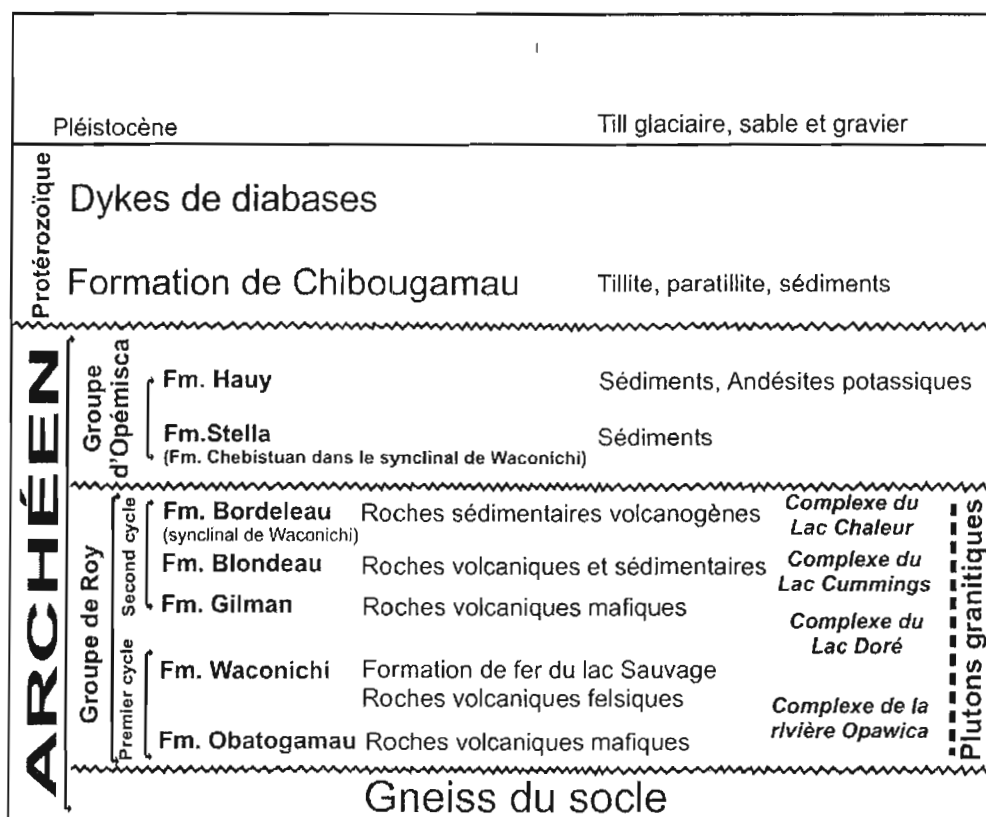 Pléistocène Till glaciaire, sable et gravier
Protérozoïque
Dykes de diabases
Formation de Chibougamau Tillite, paratillite, sédiments
ARCHÉEN
Groupe
d'Opémisca
Fm. Hauy Sédiments, Andésites potassiques
Fm.Stella Sédiments
(Fm. Chebistuan dans le synclinal de Waconichi)
Groupe de Roy
Second cycle
Fm. Bordeleau Roches sédimentaires volcanogènes
(synclinal de Waconichi)
Complexe du
Lac Chaleur
Fm. Blondeau Roches volcaniques et sédimentaires
Complexe du
Lac Cummings
Fm. Gilman Roches volcaniques mafiques
Complexe du
Lac Doré
Premier cycle
Fm. Waconichi Formation de fer du lac Sauvage
Roches volcaniques felsiques
Fm. Obatogamau Roches volcaniques mafiques
Complexe de la
rivière Opawica
Plutons granitiques
Gneiss du socle